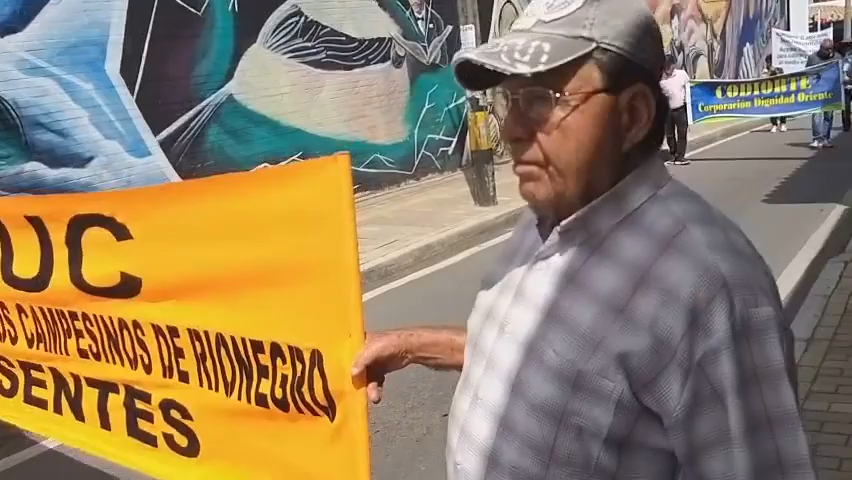 UC
OS CAMPESINOS DE RIONEGRO,
SENTES
CODIORTE
Corporación Dignidad Oriente